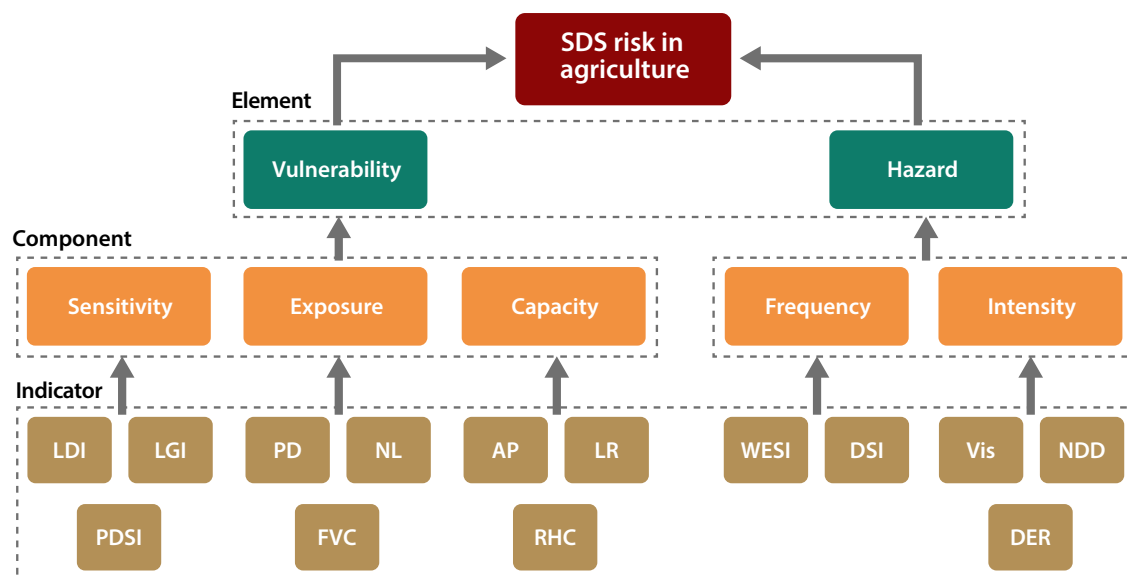 SDS risk in
agriculture
Element
Vulnerability
Hazard
Component
Sensitivity
Exposure
Capacity
Frequency
Intensity
Indicator
LDI
LGI
PD
NL
AP
LR
WESI
DSI
Vis
NDD
PDSI
FVC
RHC
DER